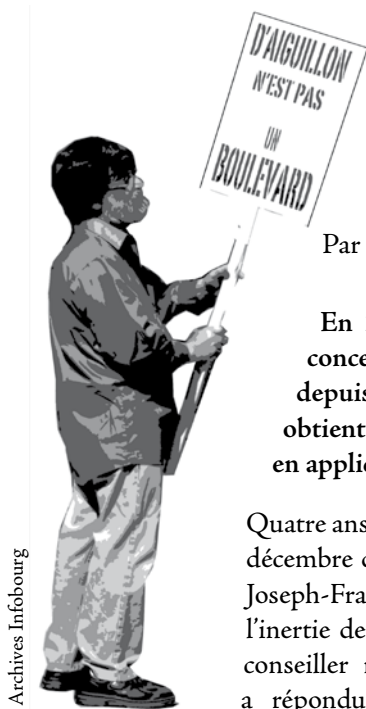 D'AIGUILLON
N'EST PAS
UN
BOULEVARD
Par
En
conce
depuis
obtient
en applic
Quatre ans
décembre
Joseph-Fra
l'inertie de
conseiller
a répondu
Archives Infobourg